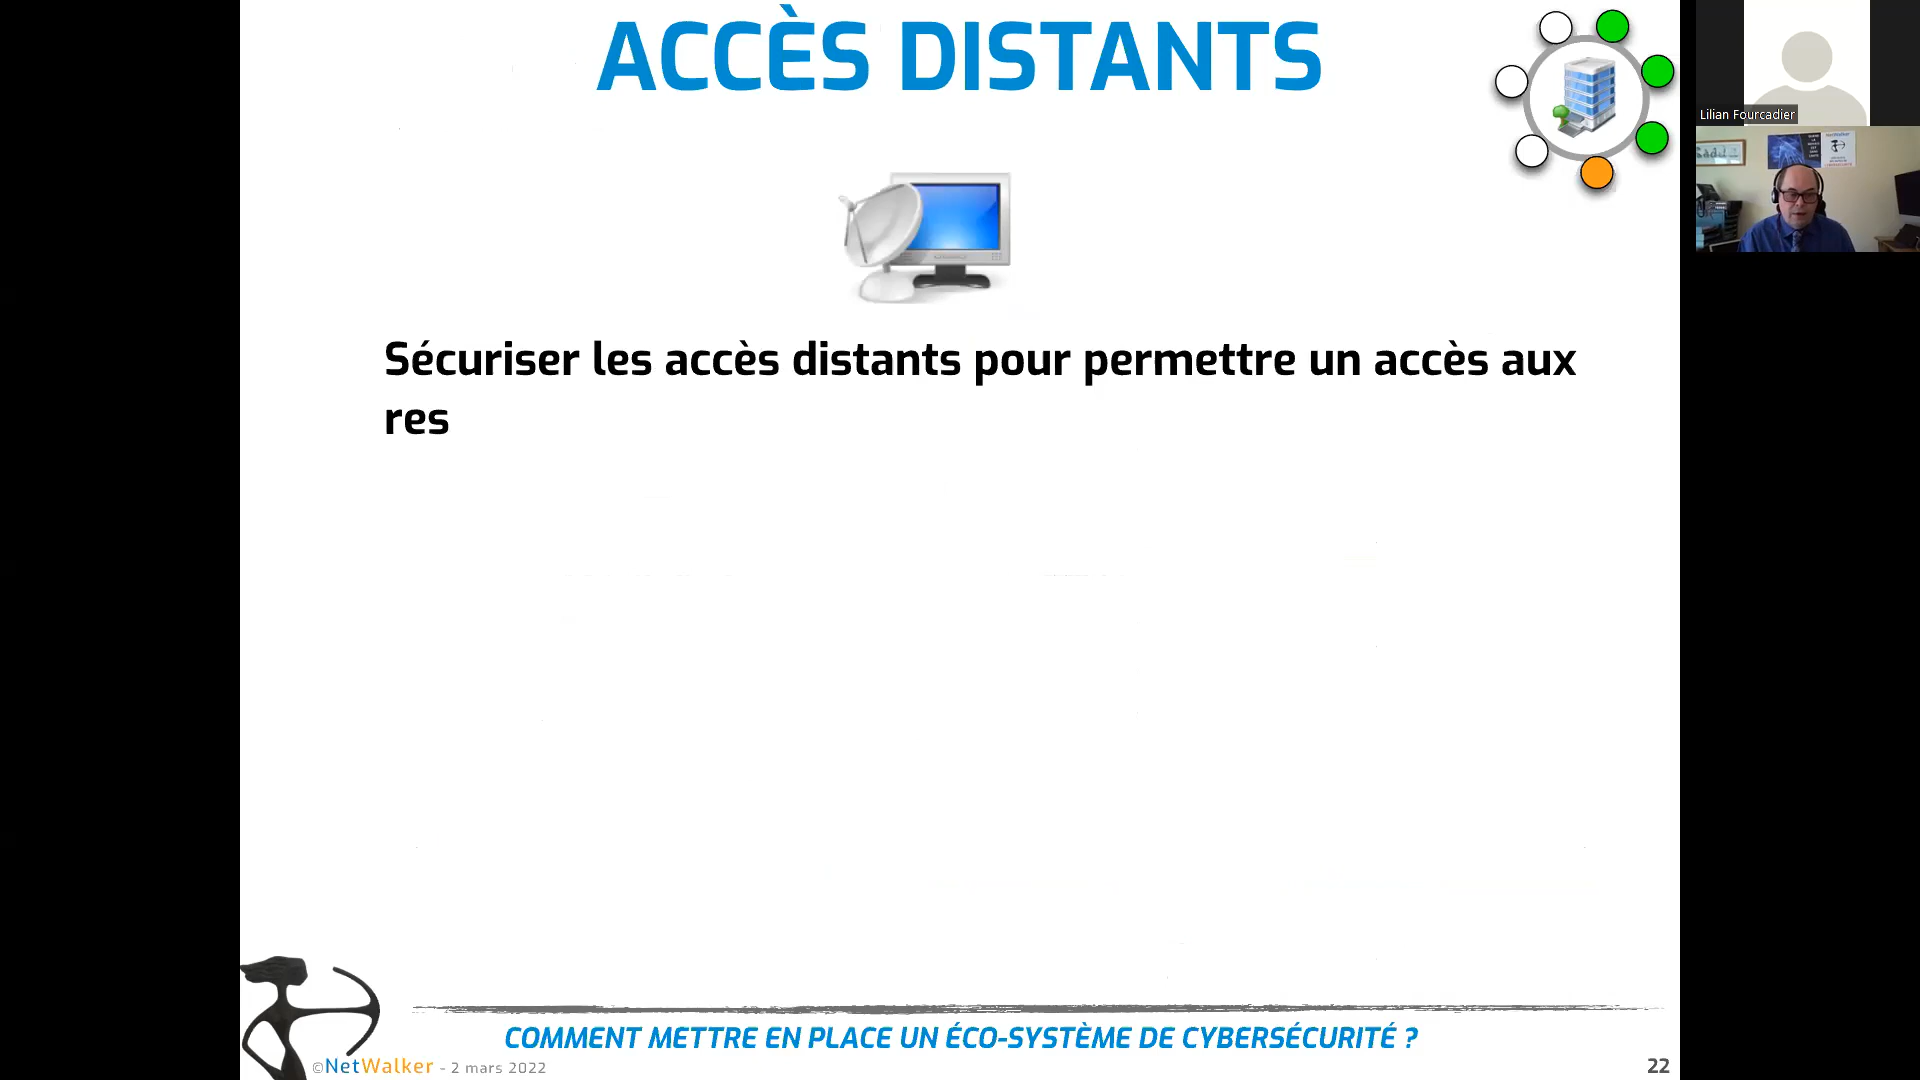 ACCÈS DISTANTS
Lilian Fourcadier
Sécuriser les accès distants pour permettre un accès aux
res
COMMENT METTRE EN PLACE UN ÉCO-SYSTÈME DE CYBERSÉCURITÉ ?
©NetWalker - 2 mars 2022
22